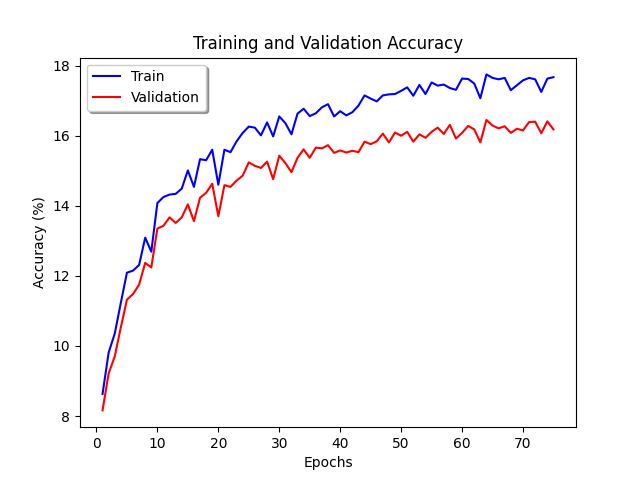 Training and Validation Accuracy
Train
Validation
Accuracy (%)
18
16
14
12
10
8
0 10 20 30 40 50 60 70
Epochs